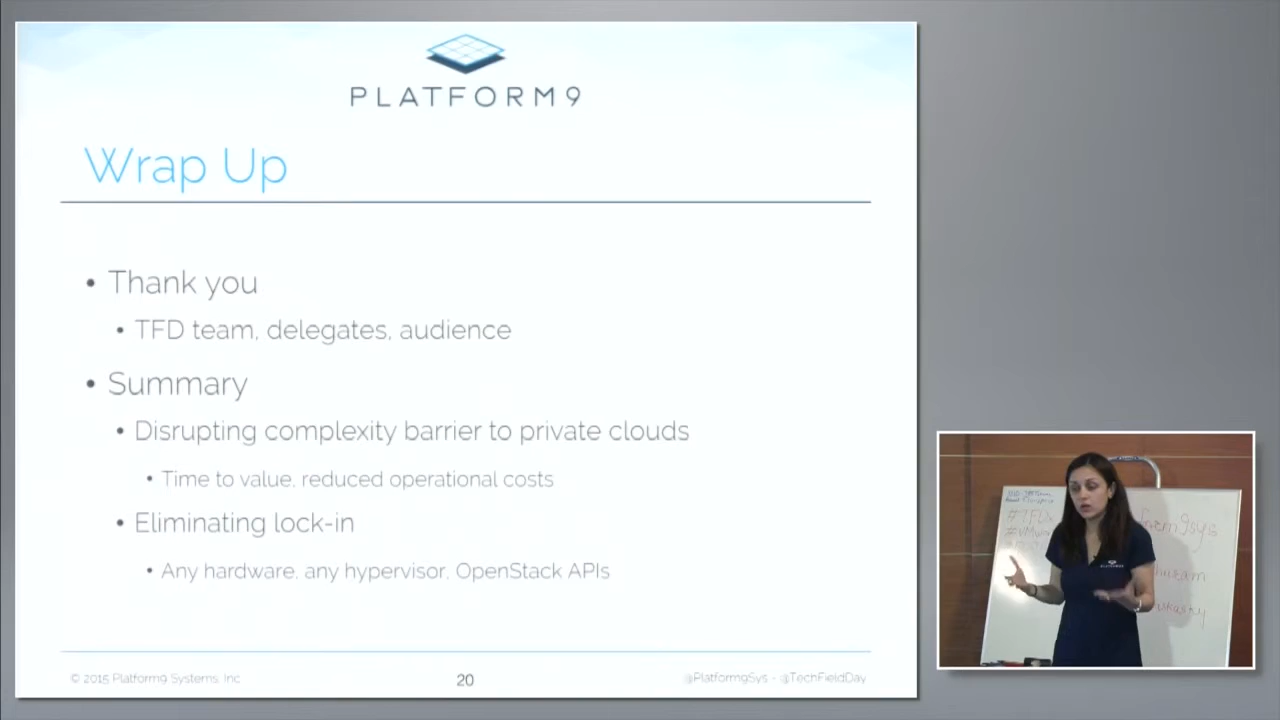 PLATFORM9
Wrap Up
• Thank you
• TFD team, delegates, audience
• Summary
• Disrupting complexity barrier to private clouds
• Time to value, reduced operational costs
• Eliminating lock-in
• Any hardware, any hypervisor, OpenStack APIs
© 2015 Platform9 Systems, Inc
20
@Platform9Sys - @TechFieldDay
#TFDx
PLATFORM9